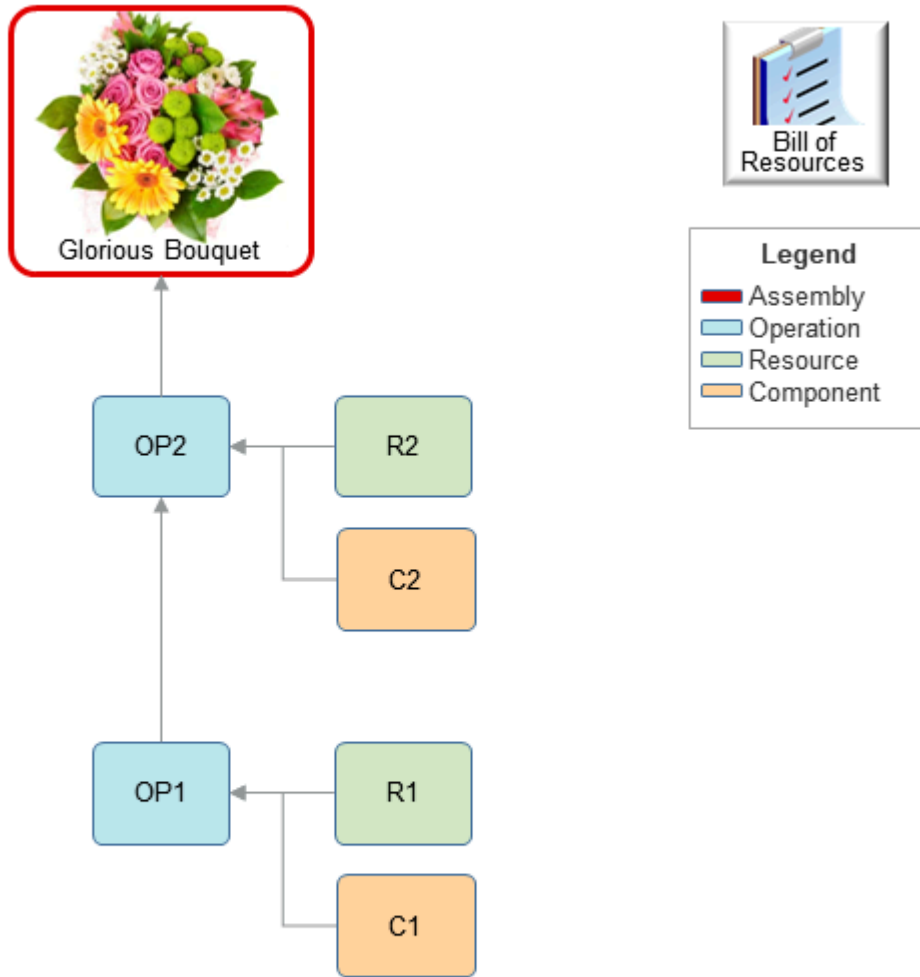 Glorious Bouquet
Bill of
Resources
Legend
Assembly
Operation
Resource
Component
OP2
R2
C2
OP1
R1
C1